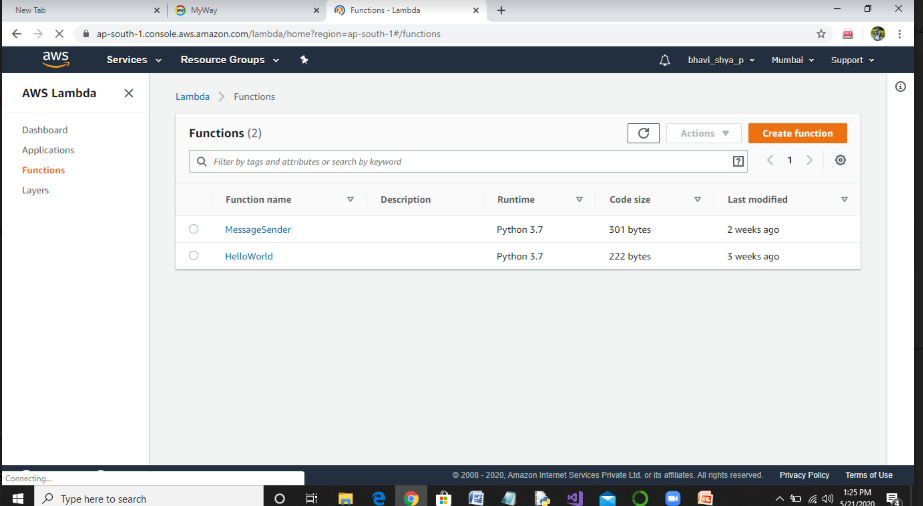 New Tab
MyWay
Functions - Lambda
ap-south-1.console.aws.amazon.com/lambda/home?region=ap-south-1#/functions
aws
Services
Resource Groups
bhavi_shya_p
Mumbai
Support
AWS Lambda
Dashboard
Applications
Functions
Layers
Lambda > Functions
Functions (2)
Actions
Create function
Filter by tags and attributes or search by keyword
1
Function name Description Runtime Code size Last modified
MessageSender Python 3.7 301 bytes 2 weeks ago
HelloWorld Python 3.7 222 bytes 3 weeks ago
Connecting...
© 2008 - 2020, Amazon Internet Services Private Ltd. or its affiliates. All rights reserved. Privacy Policy Terms of Use
Type here to search
1:25 PM
5/21/2020